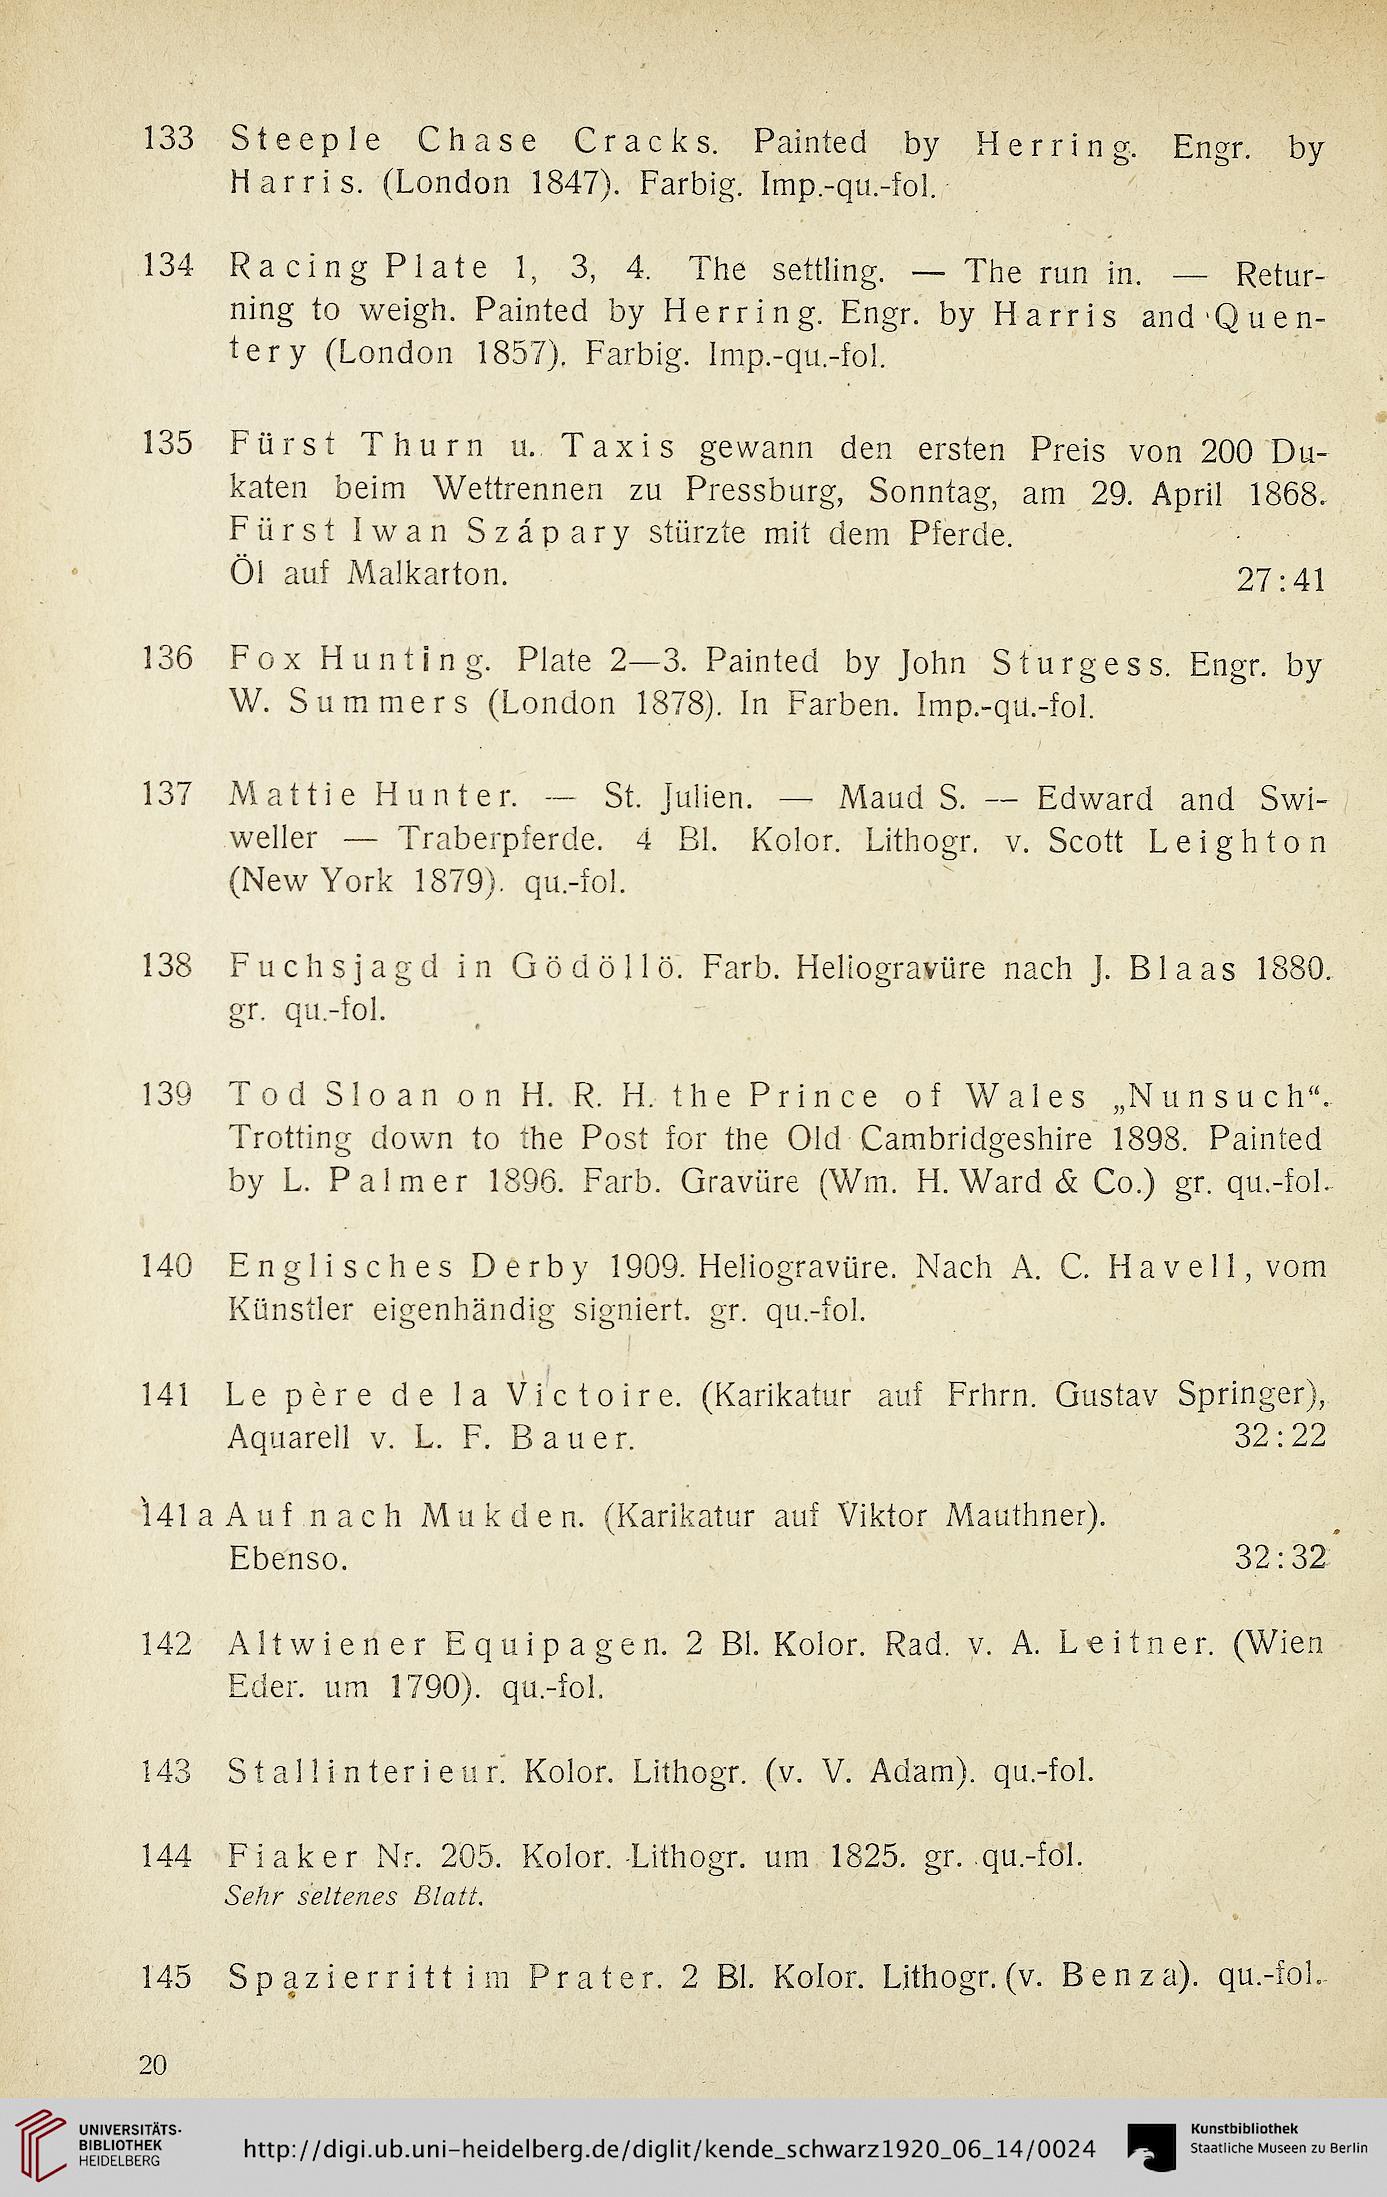 133 Steeple Chase Cracks. Painted by Herring. Engr. by
Harris. (London 1847). Farbig. Imp.-qu.-fol.
134 Racing Plate 1, 3, 4. The settling. — The run in. — Retur-
ning to weigh. Painted by Herring. Engr. by Harris and Quen-
tery (London 1857). Farbig. Imp.-qu.-fol.
135 Fürst Thurn u. Taxis gewann den ersten Preis von 200 Du-
katen beim Wettrennen zu Pressburg, Sonntag, am 29. April 1868.
Fürst Iwan Szápary stürzte mit dem Pferde.
Öl auf Malkarton. 27:41
136 Fox Hunting. Plate 2—3. Painted by John Sturgess. Engr. by
W. Summers (London 1878). In Farben. Imp.-qu.-fol.
137 Mattie Hunter. — St. Julien. — Maud S. — Edward and Swi-
weller — Traberpferde. 4 Bl. Kolor. Lithogr. v. Scott Leighton
(New York 1879). qu.-fol.
138 Fuchsjagd in Gödöllö. Farb. Heliogravüre nach J. Blaas 1880.
gr. qu.-fol.
139 Tod Sloan on H. R. H. the Prince of Wales „Nunsuch“.
Trotting down to the Post for the Old Cambridgeshire 1898. Painted
by L. Palmer 1896. Farb. Gravüre (Wm. H. Ward & Co.) gr. qu.-fol.
140 Englisches Derby 1909. Heliogravüre. Nach A. C. Havell, vom
Künstler eigenhändig signiert. gr. qu.-fol.
141 Le père de la Victoire. (Karikatur auf Frhrn. Gustav Springer),
Aquarell v. L. F. Bauer. 32:22
141a Auf nach Mukden. (Karikatur auf Viktor Mauthner).
Ebenso. 32:32
142 Altwiener Equipagen. 2 Bl. Kolor. Rad. v. A. Leitner. (Wien
Eder. um 1790). qu.-fol.
143 Stallinterieur. Kolor. Lithogr. (v. V. Adam). qu.-fol.
144 Fiaker Nr. 205. Kolor. Lithogr. um 1825. gr. qu.-fol.
Sehr seltenes Blatt.
145 Spazierritt im Prater. 2 Bl. Kolor. Lithogr. (v. Benza). qu.-fol.
20
UNIVERSITÄTS-
BIBLIOTHEK
HEIDELBERG
http://digi.ub.uni-heidelberg.de/diglit/kende_schwarz1920_06_14/0024
Kunstbibliothek
Staatliche Museen zu Berlin